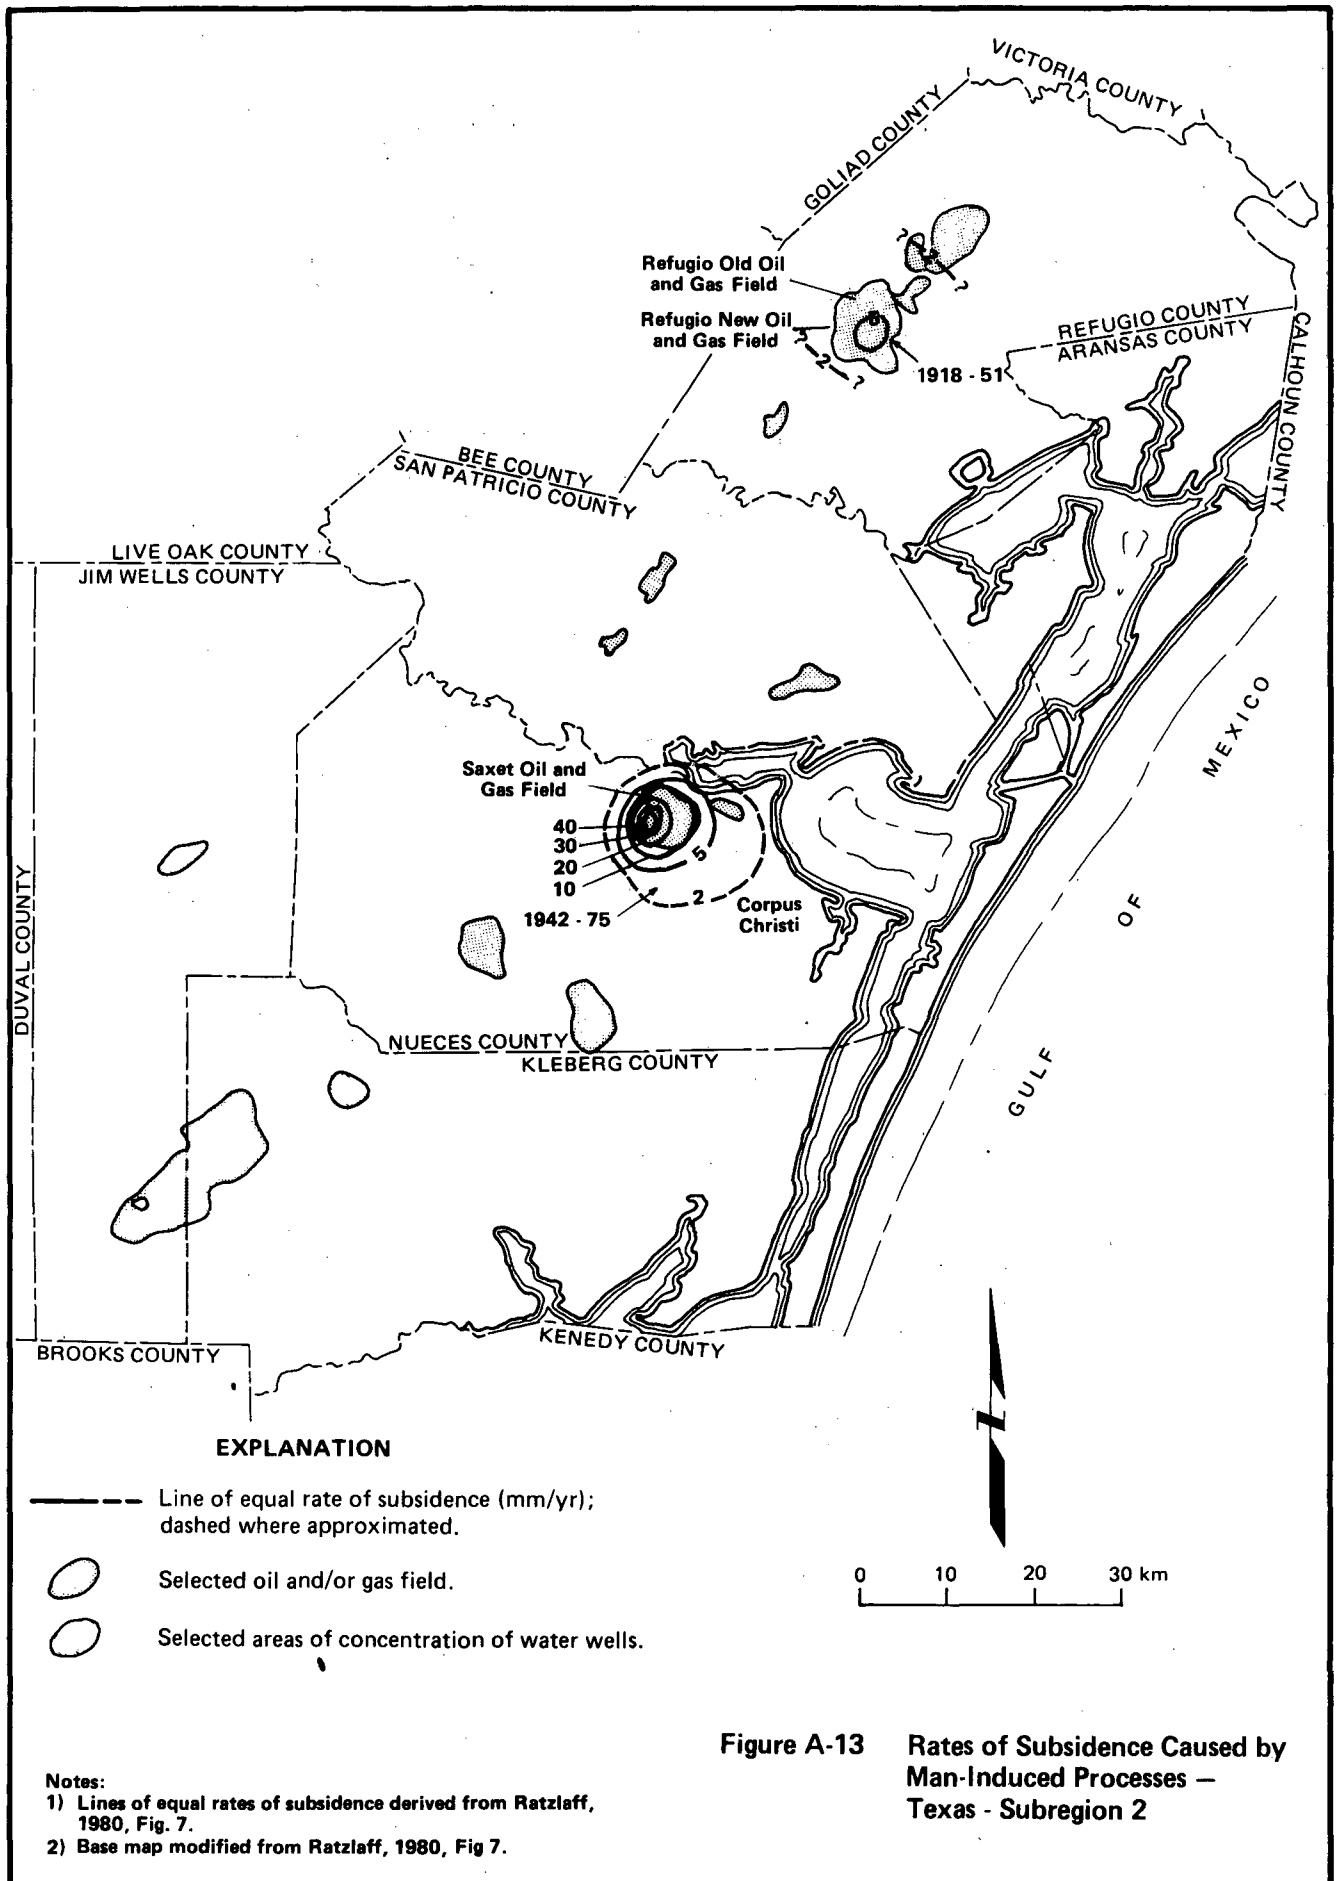 VICTORIA COUNTY
GOLIAD COUNTY
?
?
Refugio Old Oil
and Gas Field
Refugio New Oil
and Gas Field
?
2
?
1918 - 51
REFUGIO COUNTY
ARANSAS COUNTY
CALHOUN COUNTY
BEE COUNTY
SAN PATRICIO COUNTY
LIVE OAK COUNTY
JIM WELLS COUNTY
GULF OF MEXICO
Saxet Oil and
Gas Field
40
30
20
10
5
2
1942 - 75
Corpus
Christi
DUVAL COUNTY
NUECES COUNTY
KLEBERG COUNTY
KENEDY COUNTY
BROOKS COUNTY
EXPLANATION
Line of equal rate of subsidence (mm/yr);
dashed where approximated.
Selected oil and/or gas field.
Selected areas of concentration of water wells.
0 10 20 30 km
Figure A-13 Rates of Subsidence Caused by
Man-Induced Processes —
Texas - Subregion 2
Notes:
1) Lines of equal rates of subsidence derived from Ratzlaff,
1980, Fig. 7.
2) Base map modified from Ratzlaff, 1980, Fig 7.